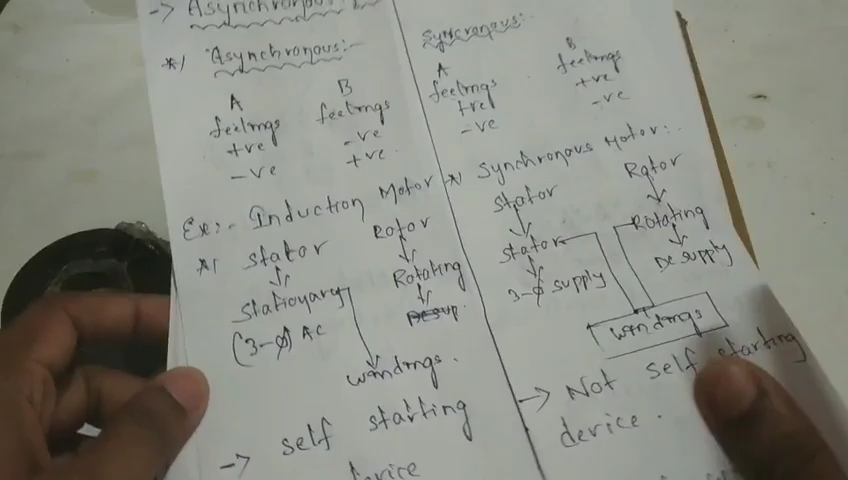 -> Asynchronous
*) Asynchronous:-
A B
feelings feelings
+ve -ve
-ve +ve
Ex:- Induction Motor
*) Stator Rotor
Stationary Rotating
(3-ϕ) AC
windings.
-> self starting
device
Syncronous:-
A B
feelings feelings
+ve +ve
-ve -ve
*) Synchronous Motor:-
Stator Rotor
Stator Rotating
3-ϕ supply DC supply
windings
-> Not self starting
device.